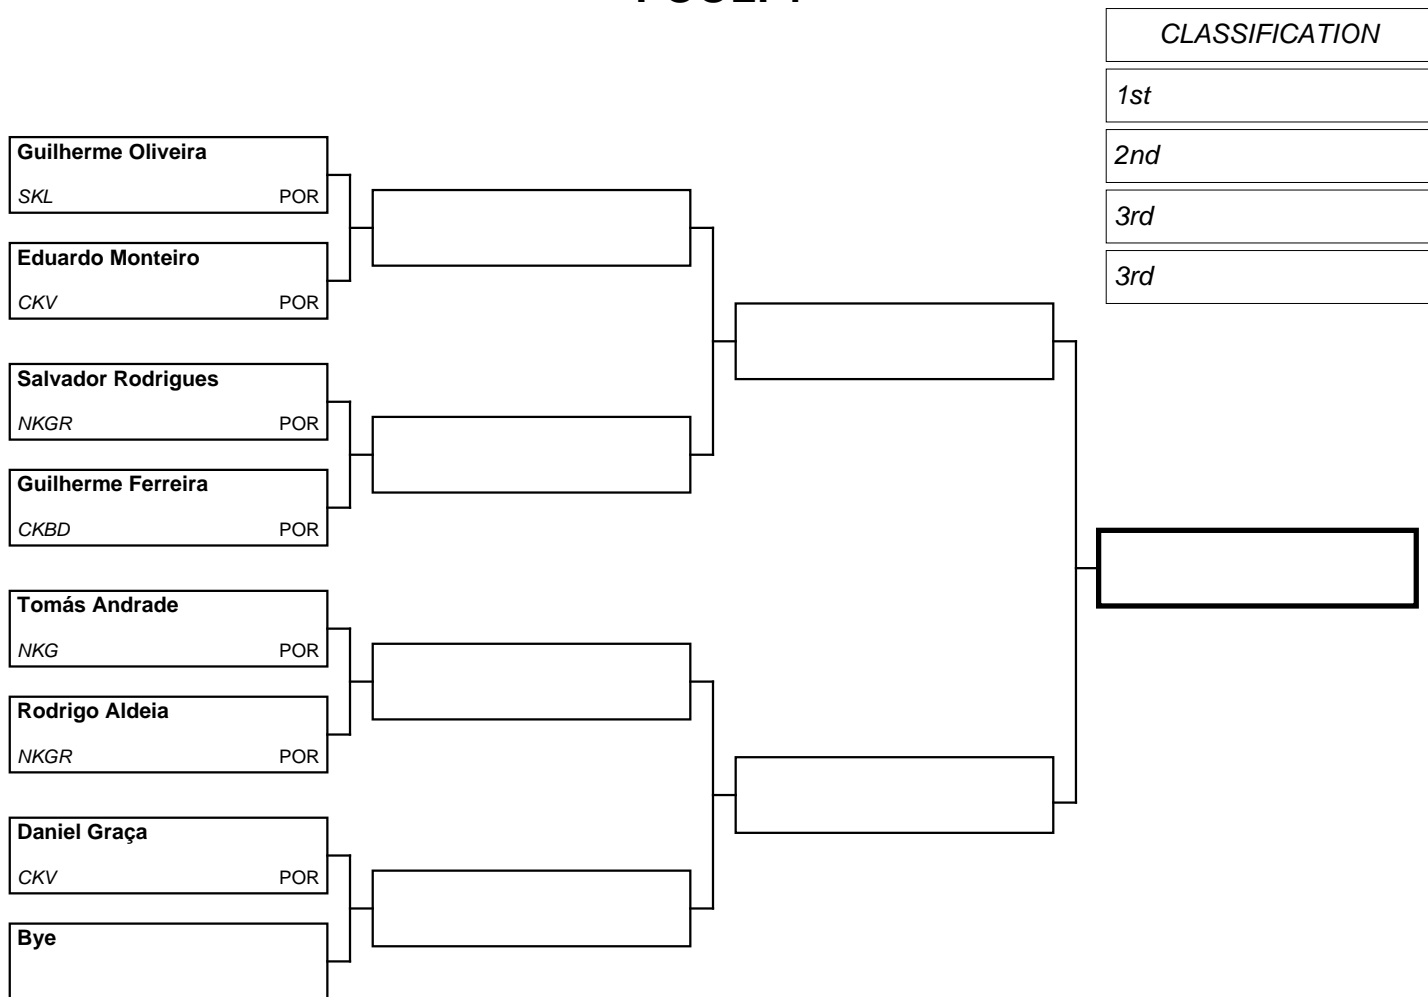 CLASSIFICATION
1st
2nd
3rd
3rd
Guilherme Oliveira
SKL POR
Eduardo Monteiro
CKV POR
Salvador Rodrigues
NKGR POR
Guilherme Ferreira
CKBD POR
Tomás Andrade
NKG POR
Rodrigo Aldeia
NKGR POR
Daniel Graça
CKV POR
Bye